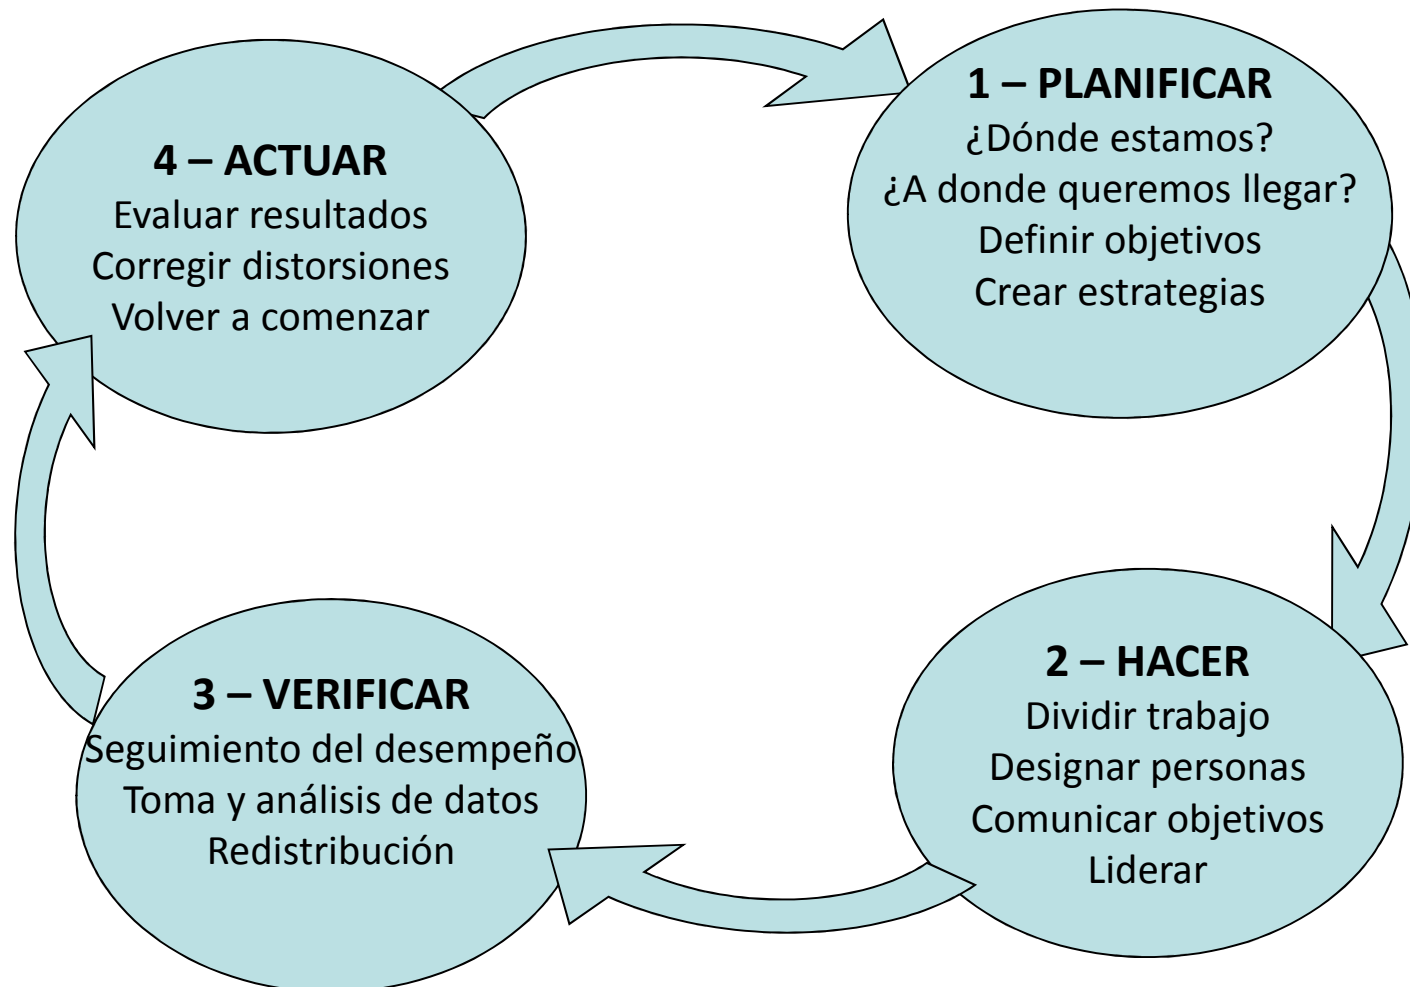 1 – PLANIFICAR
¿Dónde estamos?
¿A donde queremos llegar?
Definir objetivos
Crear estrategias
2 – HACER
Dividir trabajo
Designar personas
Comunicar objetivos
Liderar
3 – VERIFICAR
Seguimiento del desempeño
Toma y análisis de datos
Redistribución
4 – ACTUAR
Evaluar resultados
Corregir distorsiones
Volver a comenzar